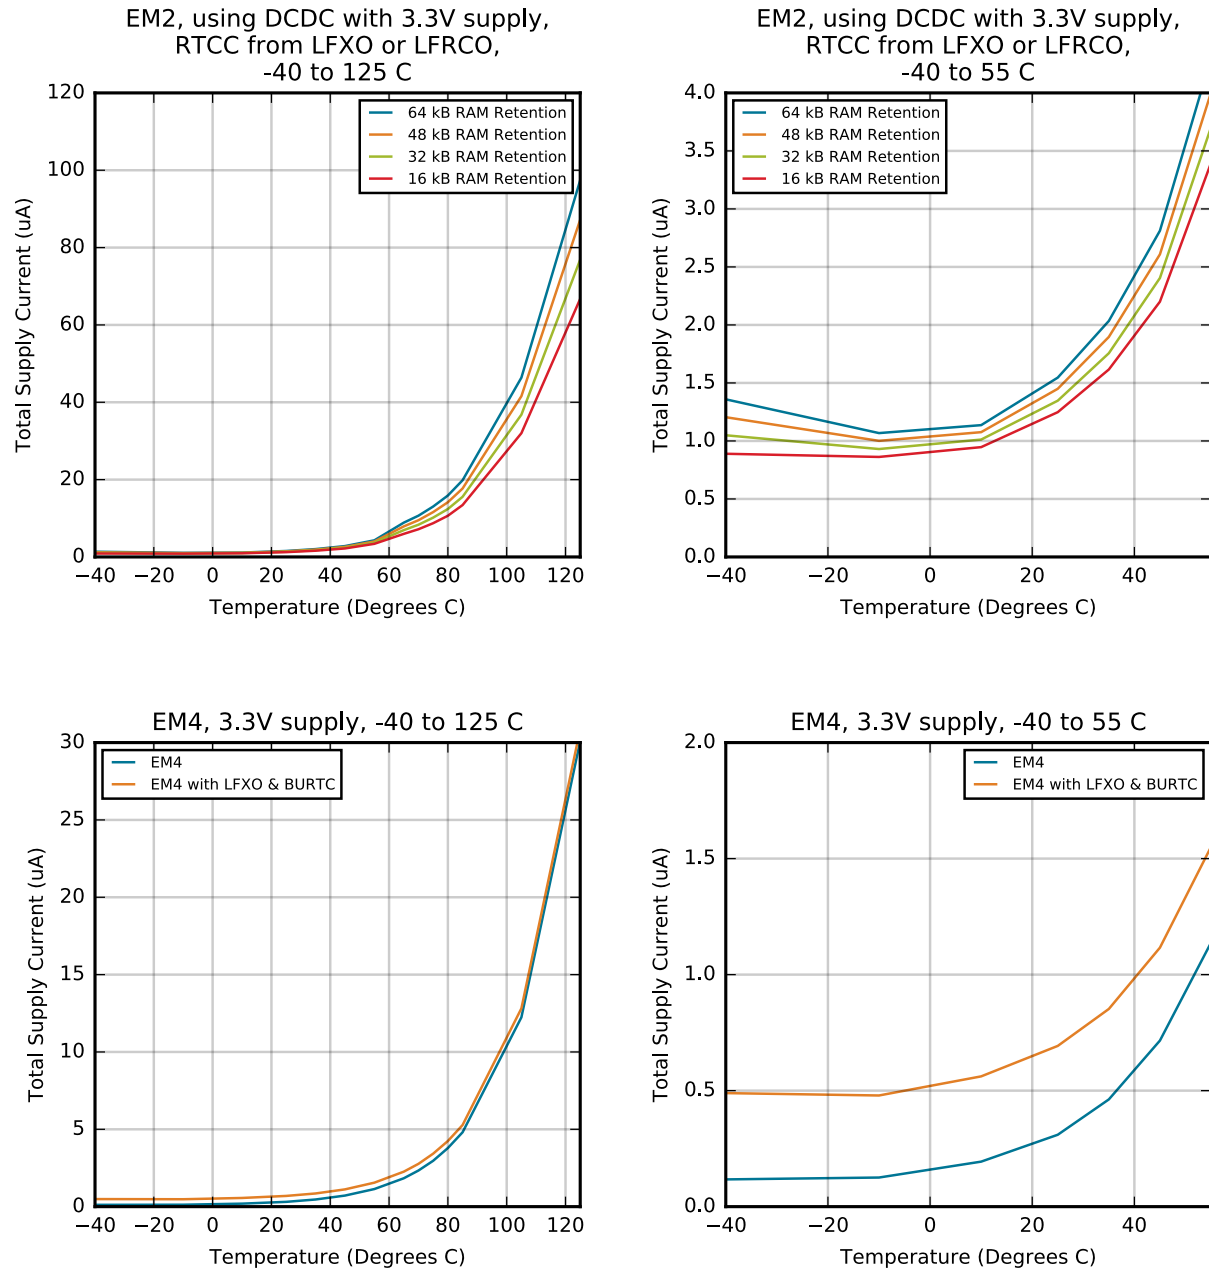 EM2, using DCDC with 3.3V supply,
RTCC from LFXO or LFRCO,
-40 to 125 C
120
100
80
60
40
20
0
Total Supply Current (uA)
64 kB RAM Retention
48 kB RAM Retention
32 kB RAM Retention
16 kB RAM Retention
−40 −20 0 20 40 60 80 100 120
Temperature (Degrees C)
EM2, using DCDC with 3.3V supply,
RTCC from LFXO or LFRCO,
-40 to 55 C
4.0
3.5
3.0
2.5
2.0
1.5
1.0
0.5
0.0
Total Supply Current (uA)
64 kB RAM Retention
48 kB RAM Retention
32 kB RAM Retention
16 kB RAM Retention
−40 −20 0 20 40
Temperature (Degrees C)
EM4, 3.3V supply, -40 to 125 C
30
25
20
15
10
5
0
Total Supply Current (uA)
EM4
EM4 with LFXO & BURTC
−40 −20 0 20 40 60 80 100 120
Temperature (Degrees C)
EM4, 3.3V supply, -40 to 55 C
2.0
1.5
1.0
0.5
0.0
Total Supply Current (uA)
EM4
EM4 with LFXO & BURTC
−40 −20 0 20 40
Temperature (Degrees C)